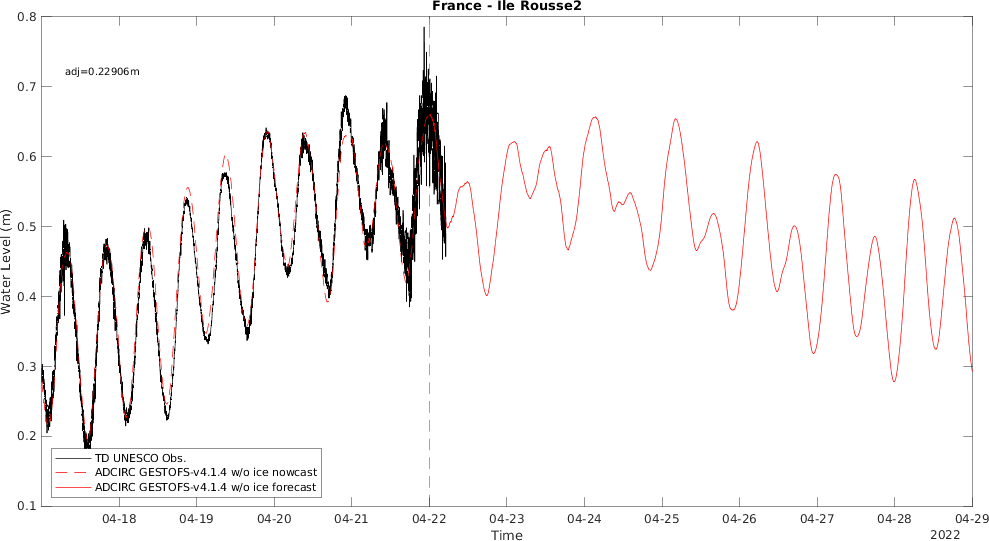 France - Ile Rousse2
adj=0.22906m
Water Level (m)
0.8
0.7
0.6
0.5
0.4
0.3
0.2
0.1
TD UNESCO Obs.
ADCIRC GESTOFS-v4.1.4 w/o ice nowcast
ADCIRC GESTOFS-v4.1.4 w/o ice forecast
04-18 04-19 04-20 04-21 04-22 04-23 04-24 04-25 04-26 04-27 04-28 04-29
Time
2022